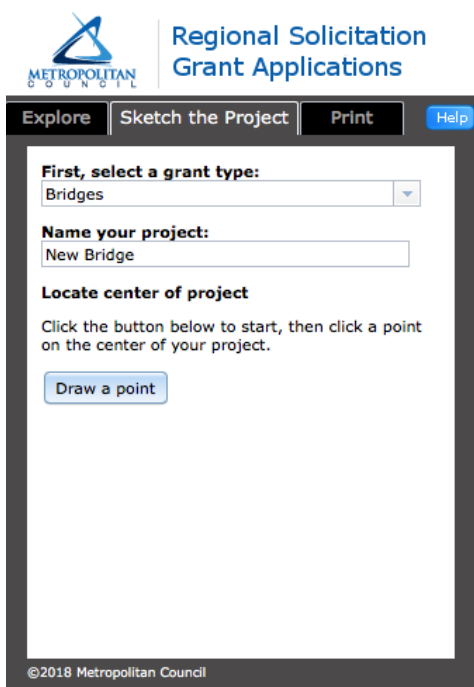 METROPOLITAN
COUNCIL
Regional Solicitation
Grant Applications
Explore
Sketch the Project
Print
Help
First, select a grant type:
Bridges
Name your project:
New Bridge
Locate center of project
Click the button below to start, then click a point
on the center of your project.
Draw a point
©2018 Metropolitan Council